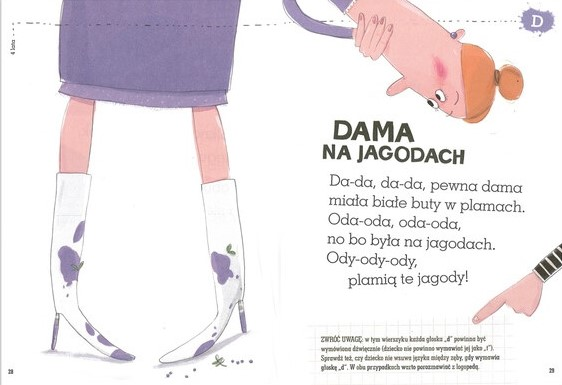 4 lata
D
DAMA
NA JAGODACH
Da-da, da-da, pewna dama
miała białe buty w plamach.
Oda-oda, oda-oda,
no bo była na jagodach.
Ody-ody-ody,
plamią te jagody!
ZWRÓĆ UWAGĘ: w tym wierszyku każda głoska „d” powinna być
wymówiona dźwięcznie (dziecko nie powinno wymawiać jej jako „t”).
Sprawdź też, czy dziecko nie wsuwa języka między zęby, gdy wymawia
głoskę „d”. W obu przypadkach warto porozmawiać z logopedą.
28
29